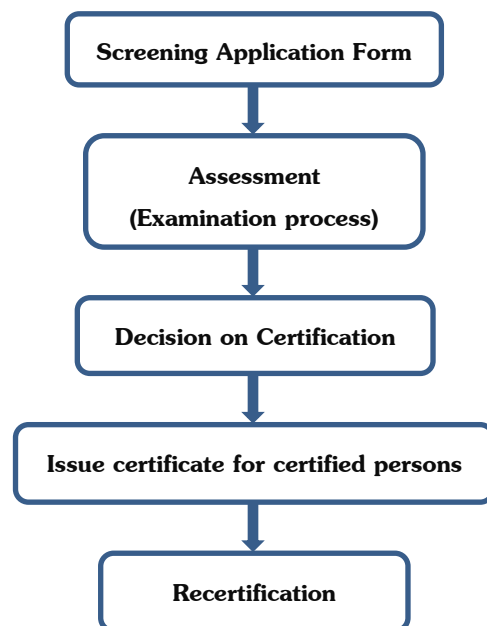 Screening Application Form
Assessment
(Examination process)
Decision on Certification
Issue certificate for certified persons
Recertification